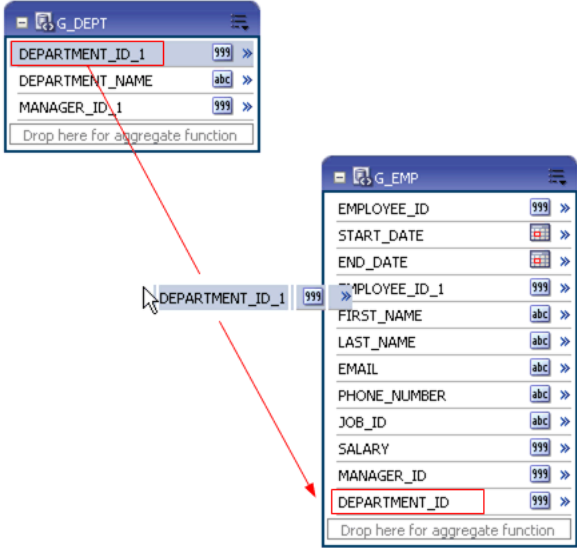 G_DEPT
DEPARTMENT_ID_1 999 »
DEPARTMENT_NAME abc »
MANAGER_ID_1 999 »
Drop here for aggregate function
G_EMP
EMPLOYEE_ID 999 »
START_DATE »
END_DATE »
DEPARTMENT_ID_1 999 »
EMPLOYEE_ID_1 999 »
FIRST_NAME abc »
LAST_NAME abc »
EMAIL abc »
PHONE_NUMBER abc »
JOB_ID abc »
SALARY 999 »
MANAGER_ID 999 »
DEPARTMENT_ID 999 »
Drop here for aggregate function